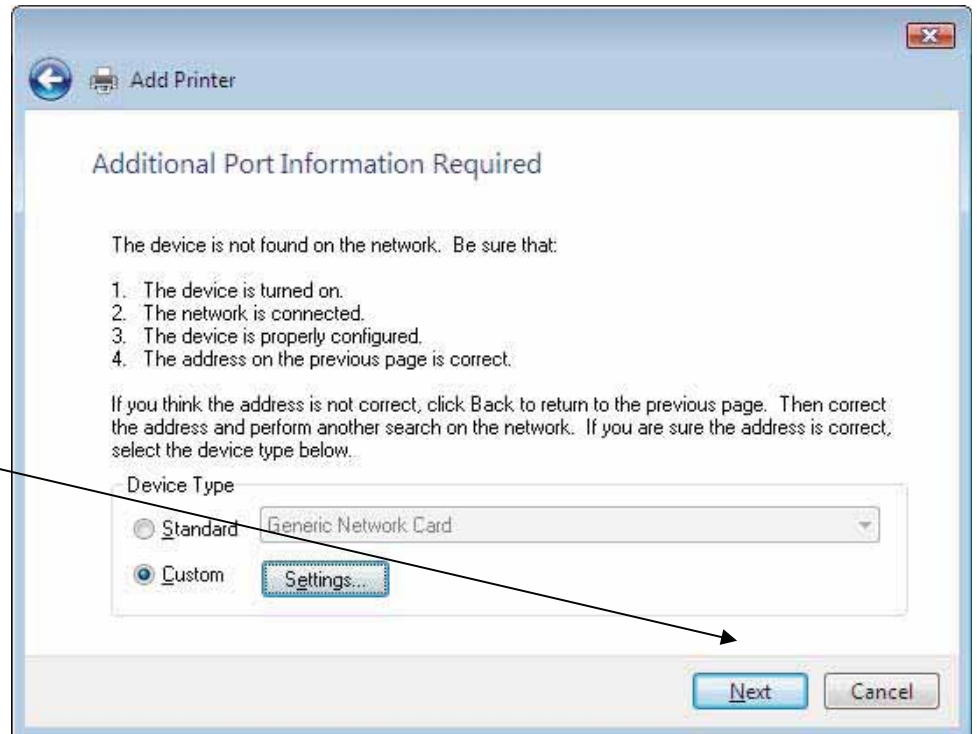 Add Printer
Additional Port Information Required
The device is not found on the network. Be sure that:
1. The device is turned on.
2. The network is connected.
3. The device is properly configured.
4. The address on the previous page is correct.
If you think the address is not correct, click Back to return to the previous page. Then correct
the address and perform another search on the network. If you are sure the address is correct,
select the device type below.
Device Type
Standard Generic Network Card
Custom Settings...
Next Cancel